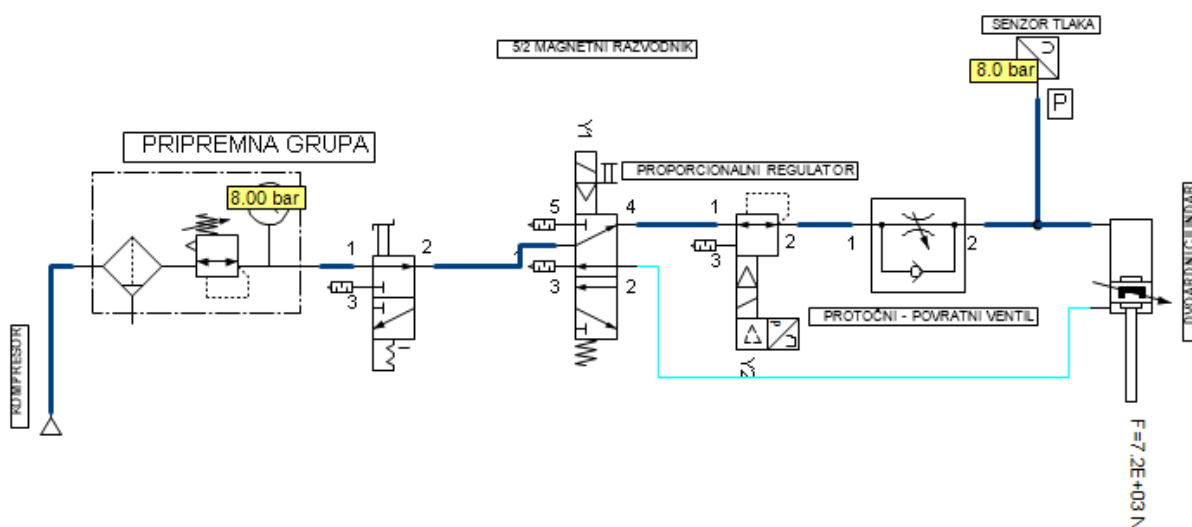 SENZOR TLAKA
5/2 MAGNETNI RAZVODNIK
8.0 bar
P
PRIPREMNA GRUPA
Y1
PROPORCIONALNI REGULATOR
8.00 bar
5
4
1
2
1
2
1
2
3
3
2
3
PROTOČNI - POVRATNI VENTIL
Y2
KOMPRESOR
F=7.2E+03 N